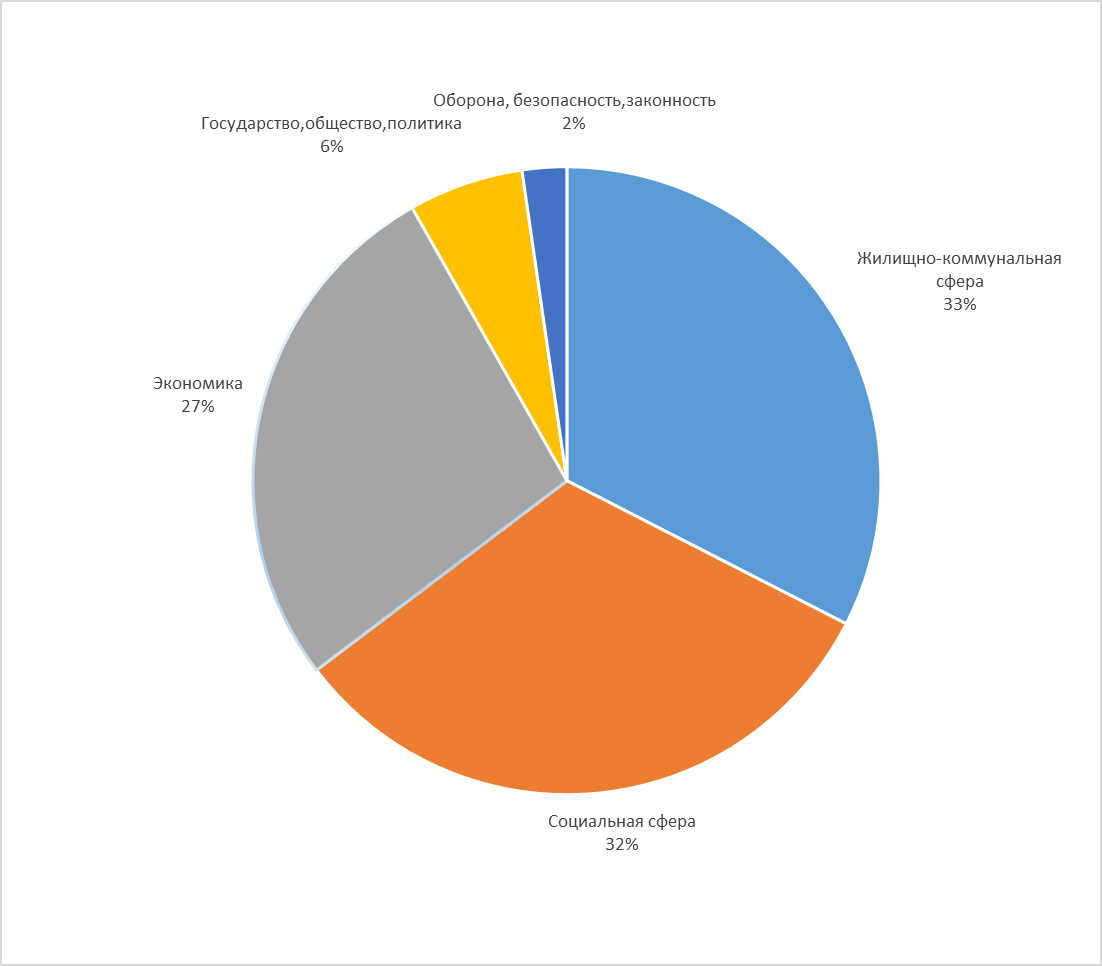 Оборона, безопасность,законность
2%
Государство,общество,политика
6%
Жилищно-коммунальная
сфера
33%
Экономика
27%
Социальная сфера
32%